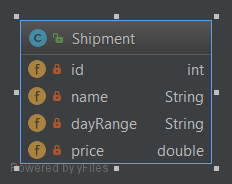 C Shipment
f id int
f name String
f dayRange String
f price double
Powered by yFiles